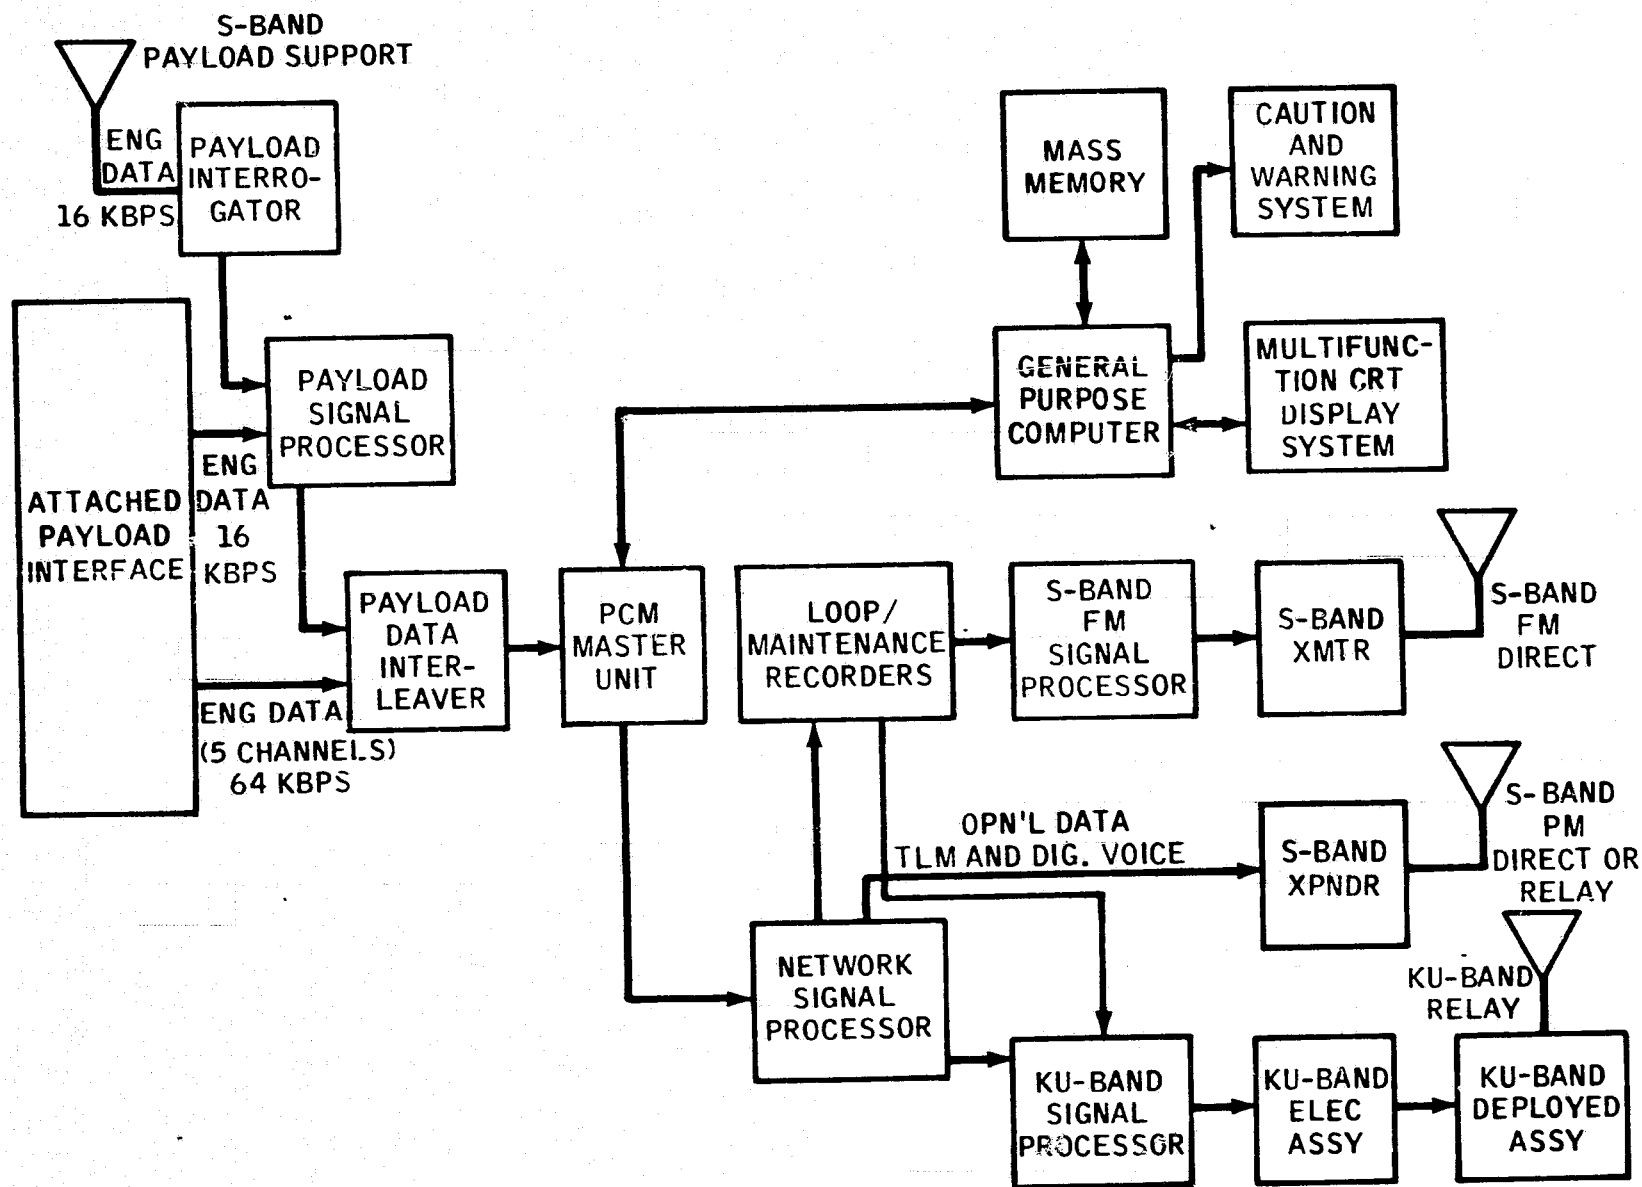 S-BAND
PAYLOAD SUPPORT
ENG
DATA
16 KBPS
PAYLOAD
INTERRO-
GATOR
MASS
MEMORY
CAUTION
AND
WARNING
SYSTEM
PAYLOAD
SIGNAL
PROCESSOR
GENERAL
PURPOSE
COMPUTER
MULTIFUNC-
TION CRT
DISPLAY
SYSTEM
ATTACHED
PAYLOAD
INTERFACE
ENG
DATA
16
KBPS
PAYLOAD
DATA
INTER-
LEAVER
ENG DATA
(5 CHANNELS)
64 KBPS
PCM
MASTER
UNIT
LOOP/
MAINTENANCE
RECORDERS
S-BAND
FM
SIGNAL
PROCESSOR
S-BAND
XMTR
S-BAND
FM
DIRECT
OPN'L DATA
TLM AND DIG. VOICE
S-BAND
XPNDR
S-BAND
PM
DIRECT OR
RELAY
NETWORK
SIGNAL
PROCESSOR
KU-BAND
RELAY
KU-BAND
SIGNAL
PROCESSOR
KU-BAND
ELEC
ASSY
KU-BAND
DEPLOYED
ASSY